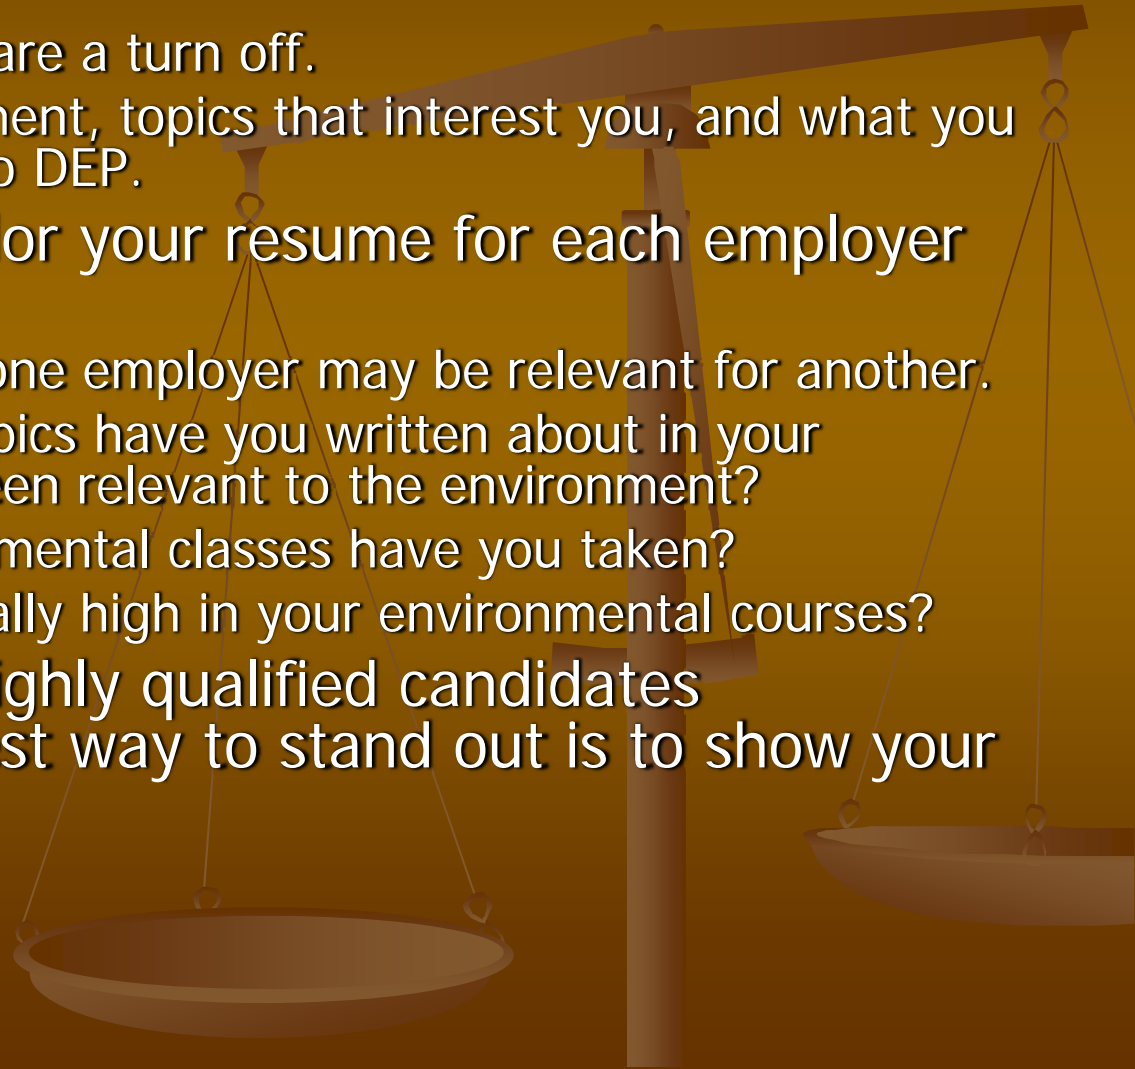 are a turn off.
ment, topics that interest you, and what you
o DEP.
lor your resume for each employer
one employer may be relevant for another.
pics have you written about in your
een relevant to the environment?
mental classes have you taken?
ally high in your environmental courses?
ighly qualified candidates
st way to stand out is to show your